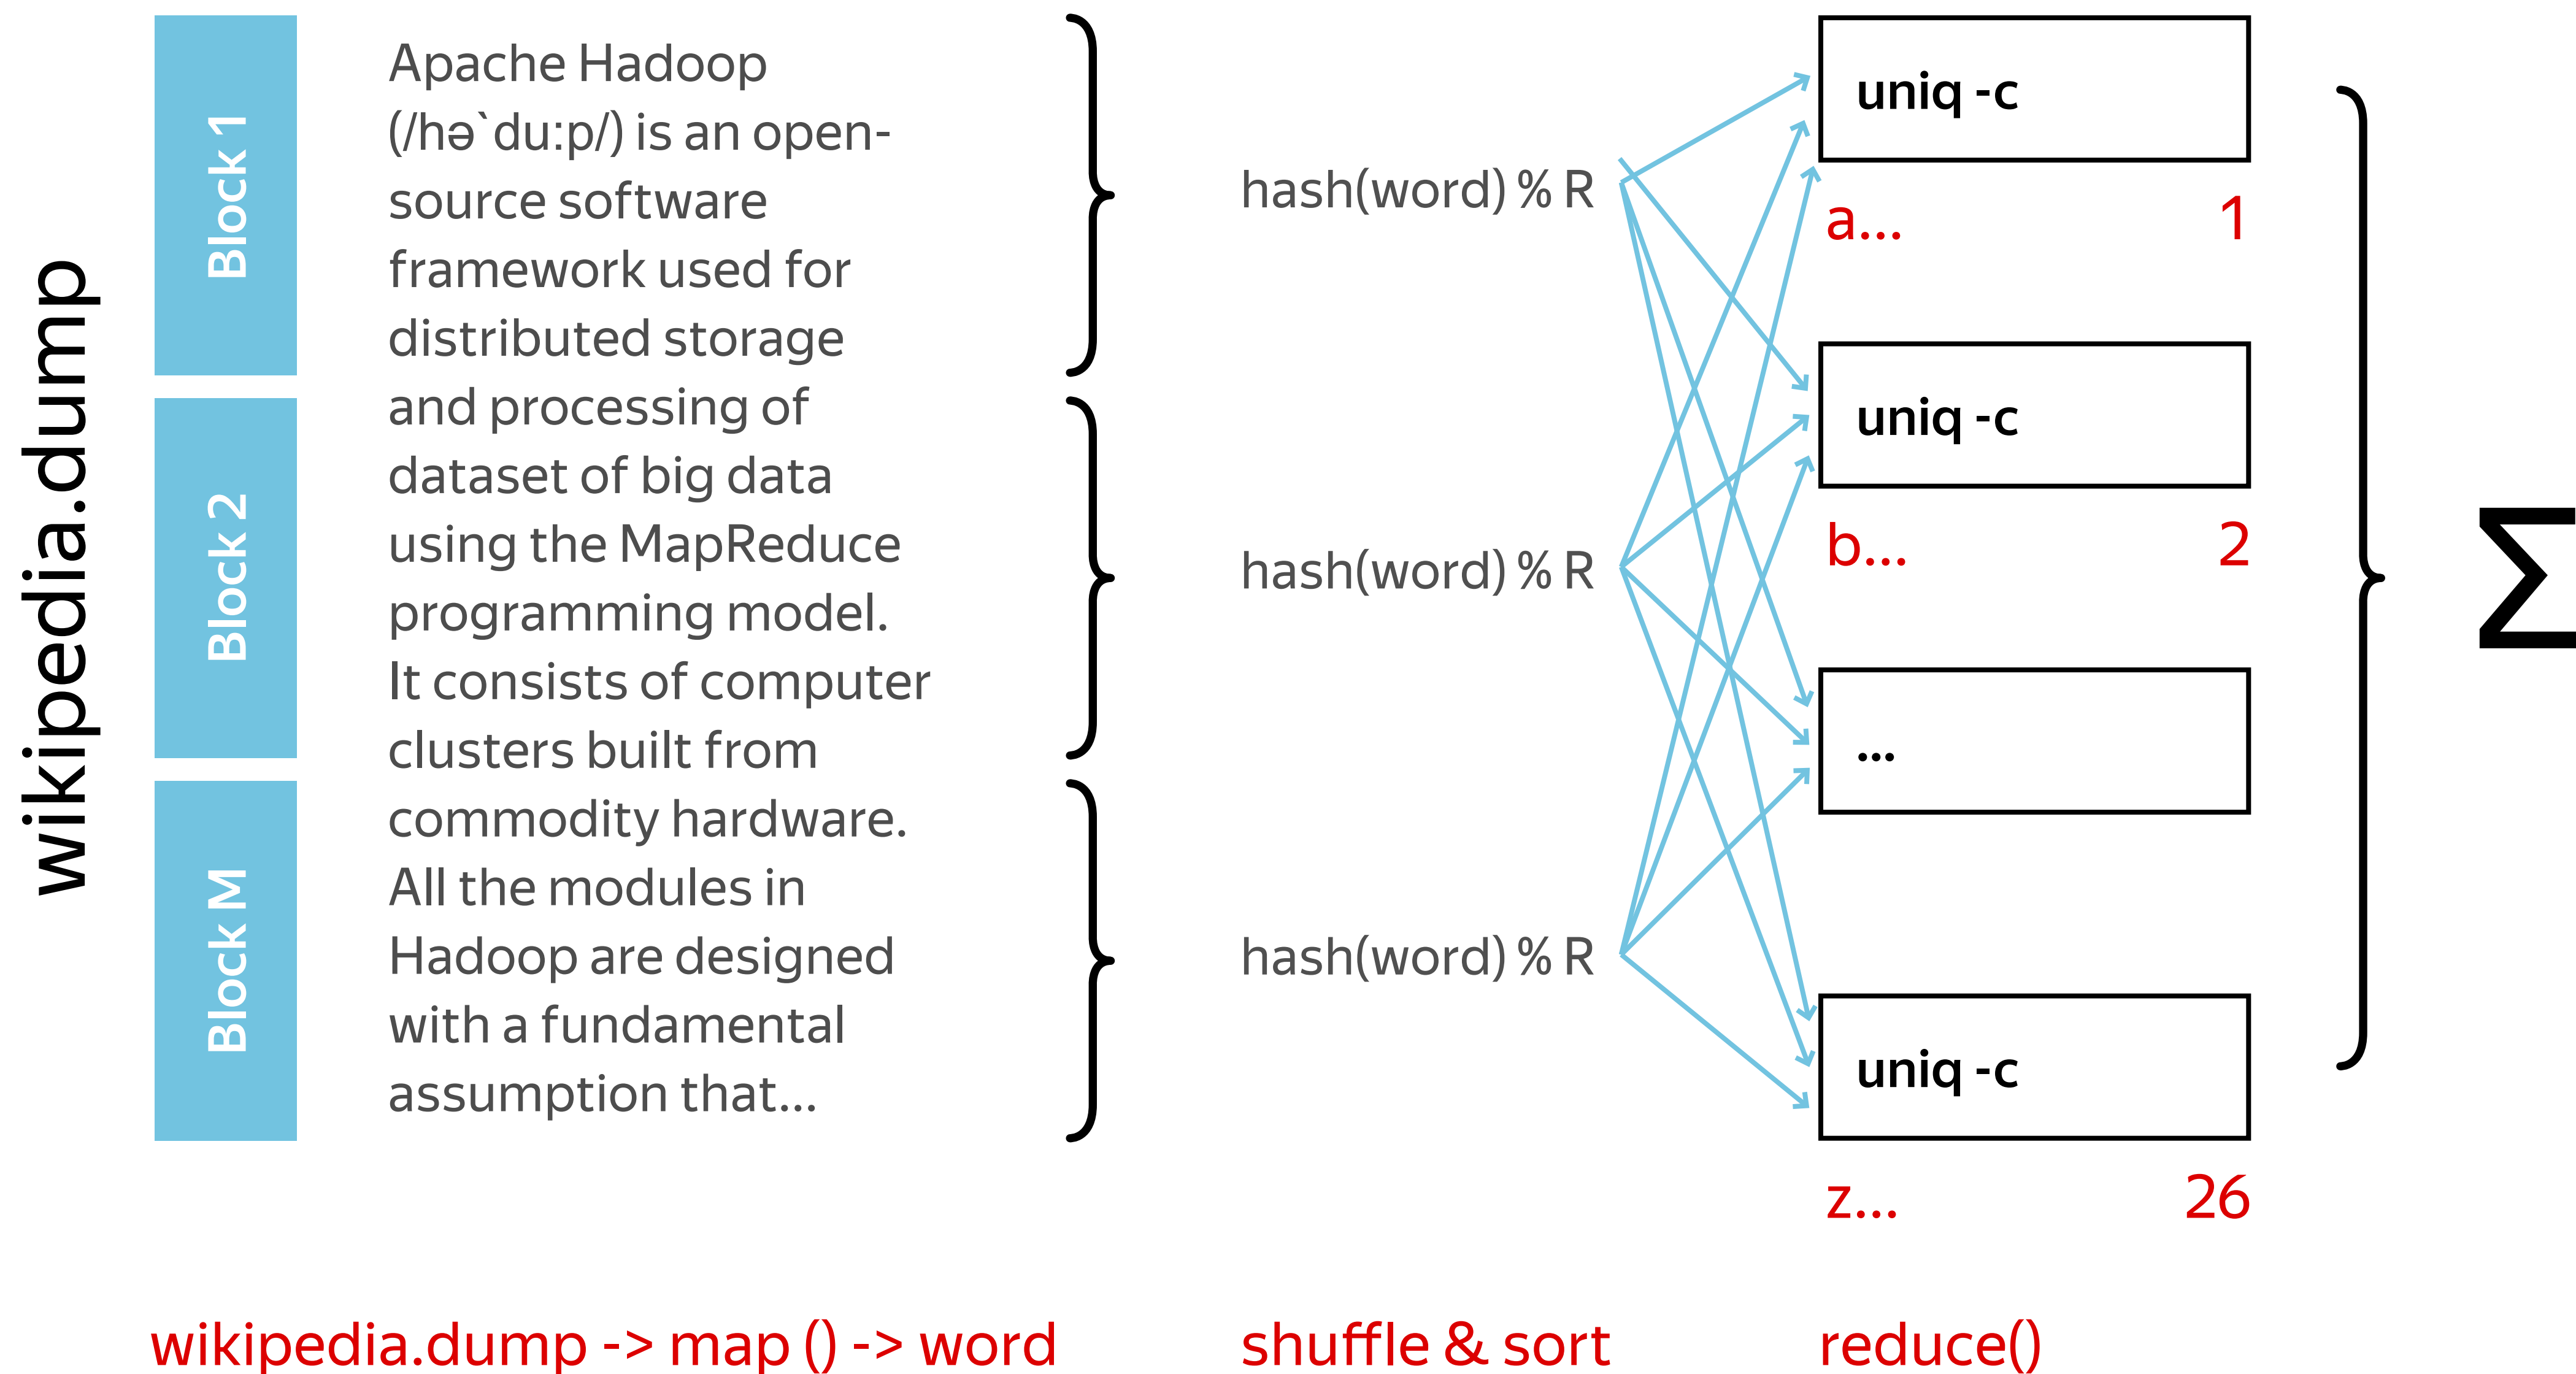 wikipedia.dump
Block 1
Block 2
Block M
Apache Hadoop
(/hə`du:p/) is an open-
source software
framework used for
distributed storage
and processing of
dataset of big data
using the MapReduce
programming model.
It consists of computer
clusters built from
commodity hardware.
All the modules in
Hadoop are designed
with a fundamental
assumption that...
hash(word) % R
hash(word) % R
hash(word) % R
uniq -c
a... 1
uniq -c
b... 2
...
uniq -c
z... 26
Σ
wikipedia.dump -> map () -> word
shuffle & sort
reduce()